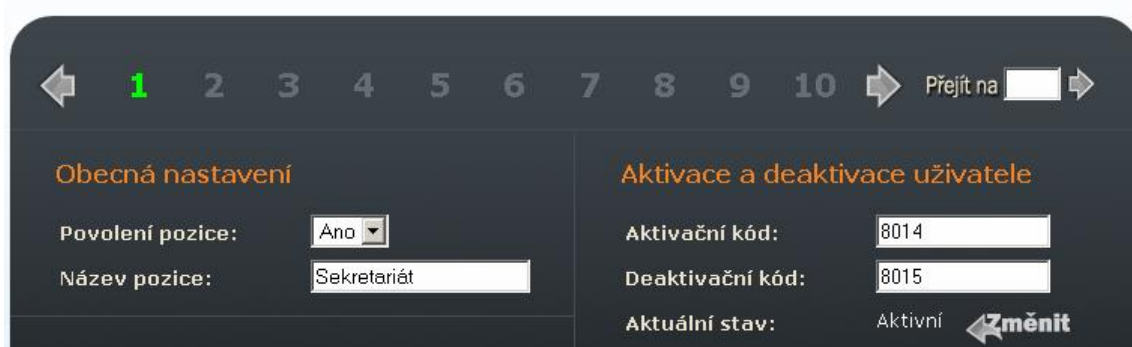 1 2 3 4 5 6 7 8 9 10 Přejít na
Obecná nastavení
Povolení pozice: Ano
Název pozice: Sekretariát
Aktivace a deaktivace uživatele
Aktivační kód: 8014
Deaktivační kód: 8015
Aktuální stav: Aktivní Změnit